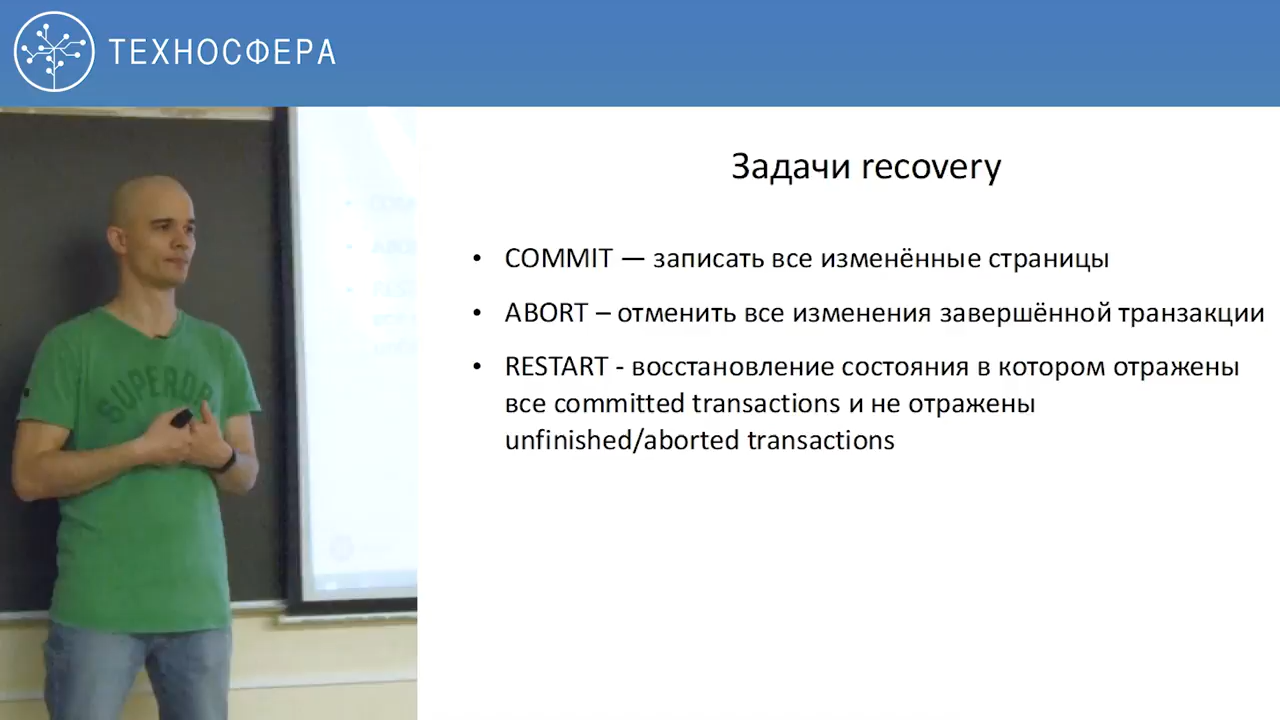 ТЕХНОСФЕРА
Задачи recovery
• COMMIT — записать все изменённые страницы
• ABORT – отменить все изменения завершённой транзакции
• RESTART - восстановление состояния в котором отражены
все committed transactions и не отражены
unfinished/aborted transactions